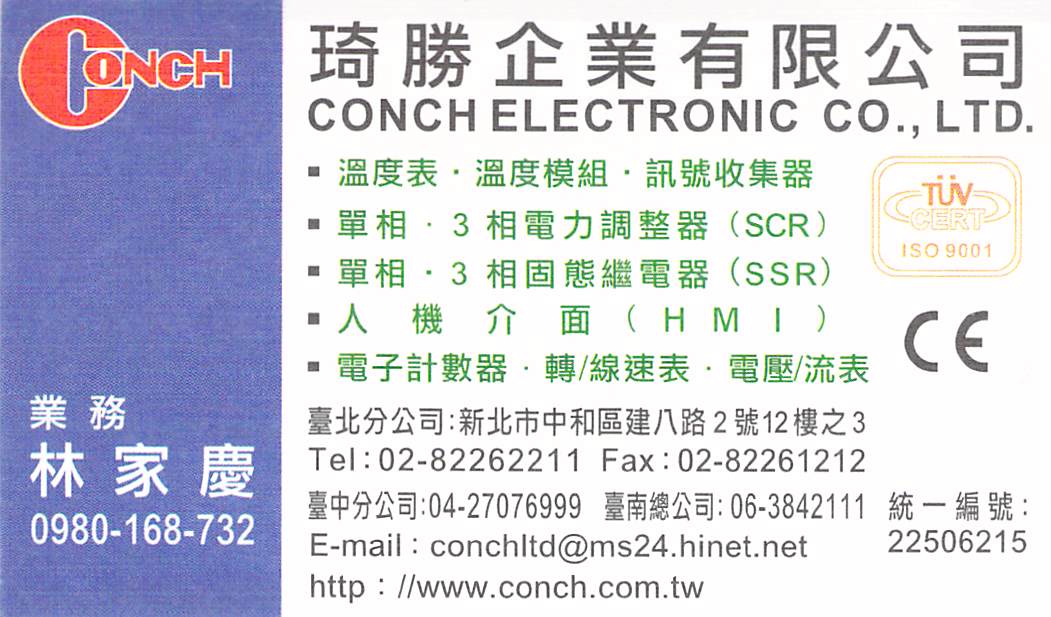 CONCH
琦勝企業有限公司
CONCH ELECTRONIC CO., LTD.
▪ 溫度表・溫度模組・訊號收集器
▪ 單相・3 相電力調整器（SCR）
▪ 單相・3 相固態繼電器（SSR）
▪ 人機介面（HMI）
▪ 電子計數器・轉/線速表・電壓/流表
TÜV
CERT
ISO 9001
CE
業務
林家慶
0980-168-732
臺北分公司:新北市中和區建八路2號12樓之3
Tel:02-82262211 Fax:02-82261212
臺中分公司:04-27076999 臺南總公司:06-3842111
E-mail:conchltd@ms24.hinet.net
http://www.conch.com.tw
統一編號:
22506215